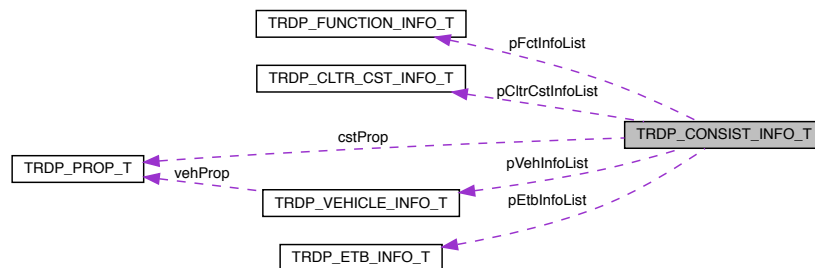 TRDP_FUNCTION_INFO_T
pFctInfoList
TRDP_CLTR_CST_INFO_T
pCltrCstInfoList
TRDP_CONSIST_INFO_T
cstProp
TRDP_PROP_T
vehProp
pVehInfoList
TRDP_VEHICLE_INFO_T
pEtbInfoList
TRDP_ETB_INFO_T